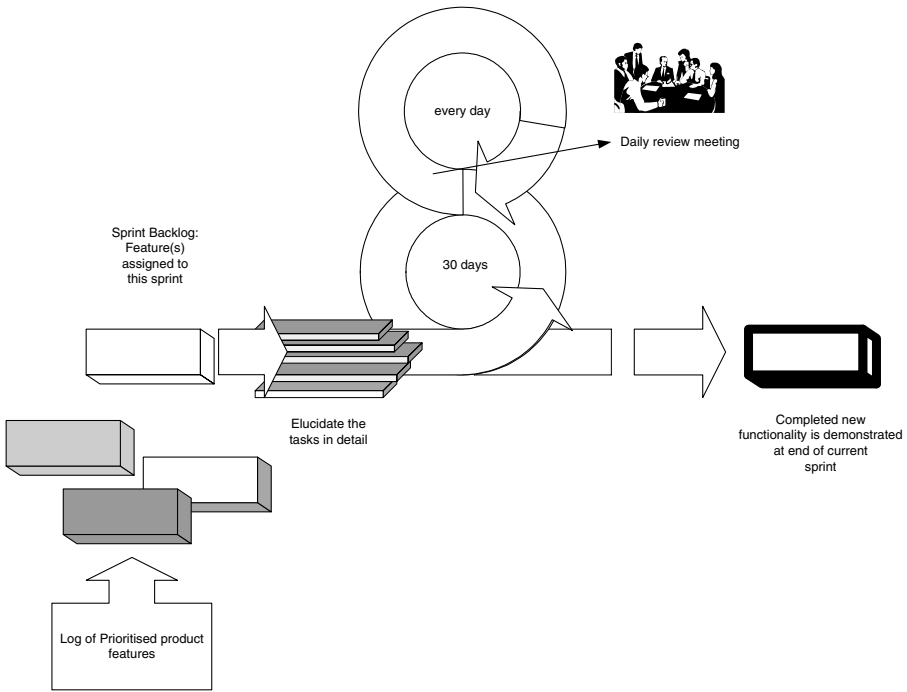 every day
Daily review meeting
Sprint Backlog:
Feature(s)
assigned to
this sprint
30 days
Elucidate the
tasks in detail
Completed new
functionality is demonstrated
at end of current
sprint
Log of Prioritised product
features